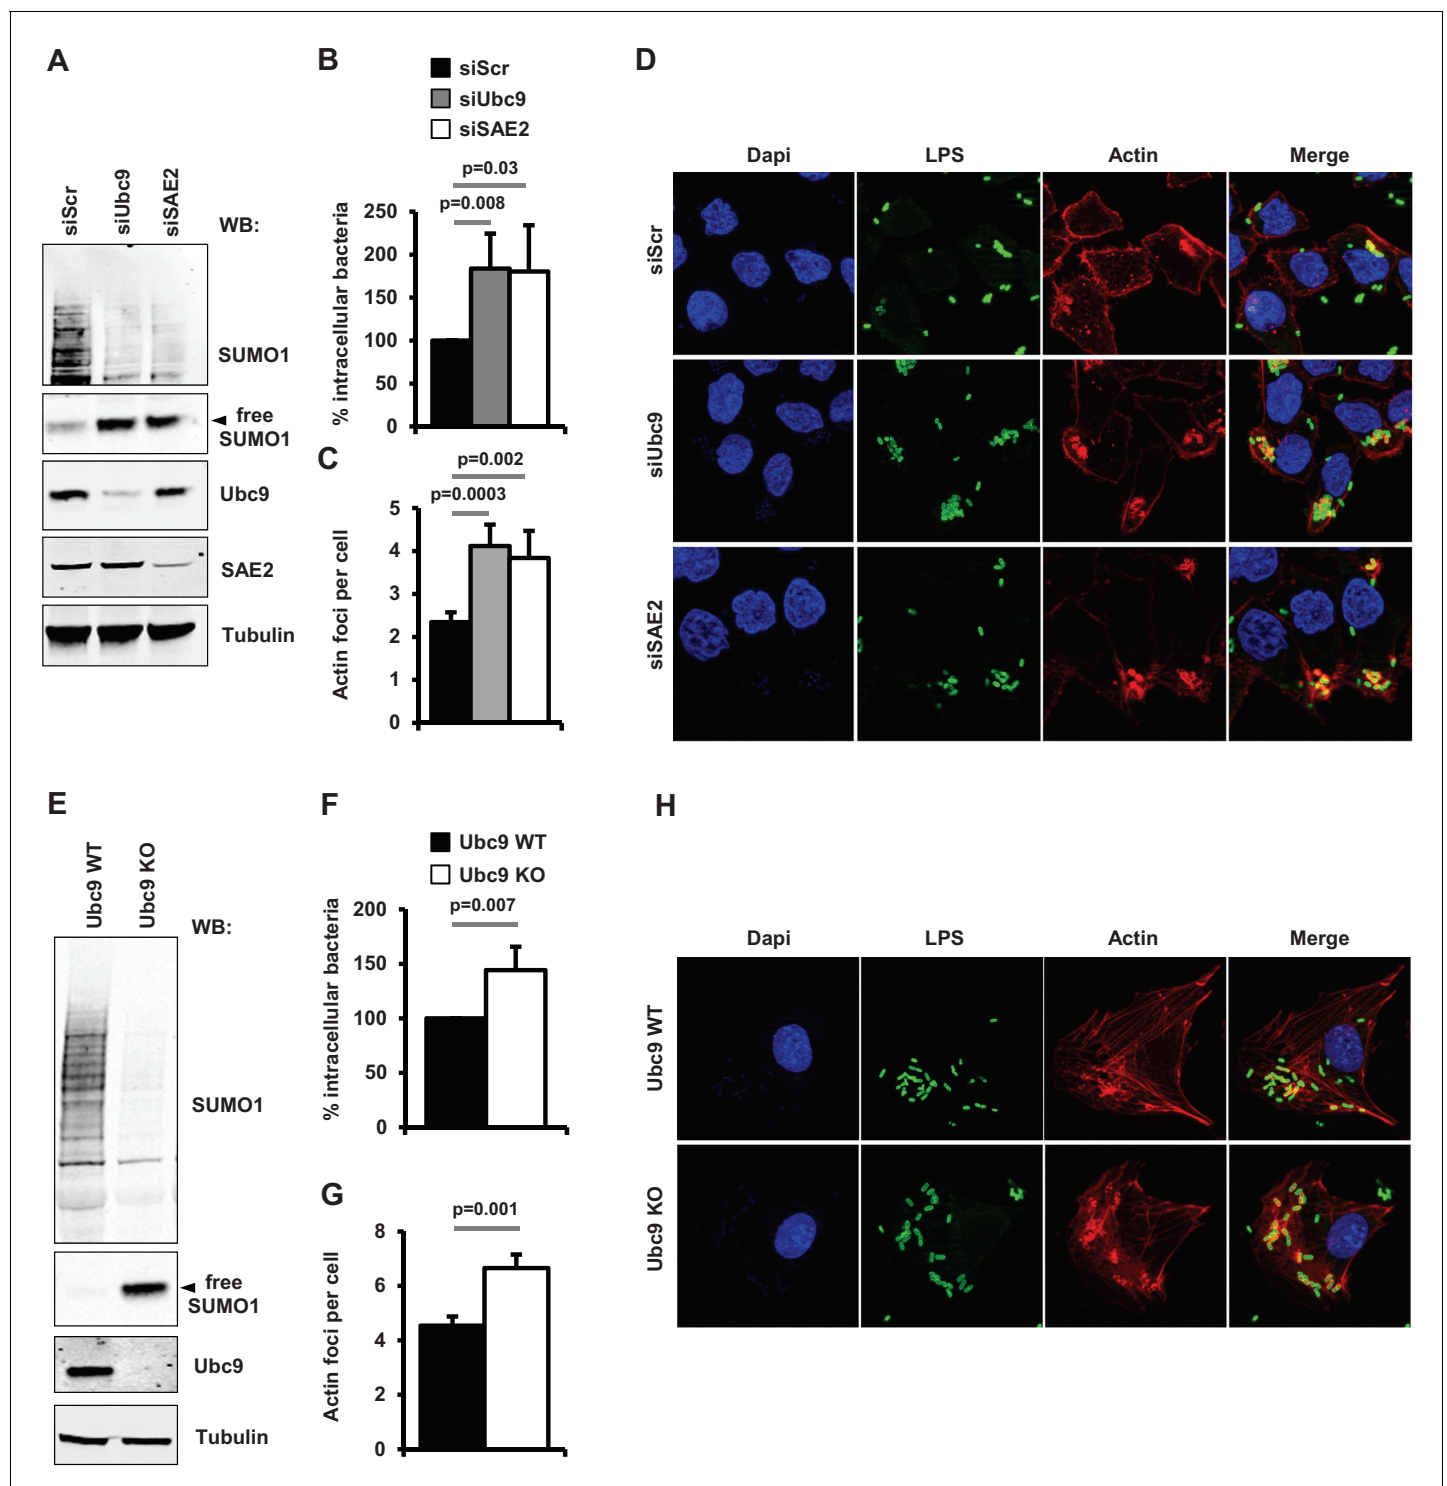 A
siScr
siUbc9
siSAE2
WB:
SUMO1
free
SUMO1
Ubc9
SAE2
Tubulin
B
siScr
siUbc9
siSAE2
p=0.03
p=0.008
% intracellular bacteria
250
200
150
100
50
0
C
p=0.002
p=0.0003
Actin foci per cell
5
4
3
2
1
0
D
Dapi LPS Actin Merge
siScr
siUbc9
siSAE2
E
Ubc9 WT
Ubc9 KO
WB:
SUMO1
free
SUMO1
Ubc9
Tubulin
F
Ubc9 WT
Ubc9 KO
p=0.007
% intracellular bacteria
200
150
100
50
0
G
p=0.001
Actin foci per cell
8
6
4
2
0
H
Dapi LPS Actin Merge
Ubc9 WT
Ubc9 KO